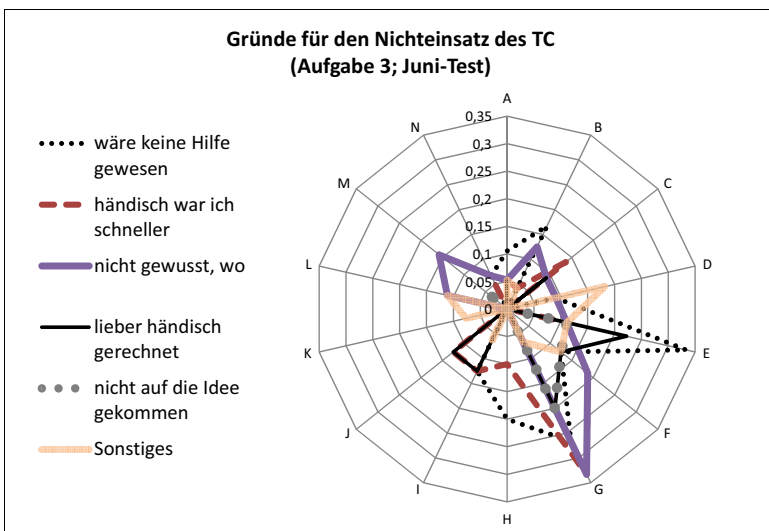 Gründe für den Nichteinsatz des TC
(Aufgabe 3; Juni-Test)
wäre keine Hilfe
gewesen
händisch war ich
schneller
nicht gewusst, wo
lieber händisch
gerechnet
nicht auf die Idee
gekommen
Sonstiges
A
B
C
D
E
F
G
H
I
J
K
L
M
N
0,35
0,3
0,25
0,2
0,15
0,1
0,05
0